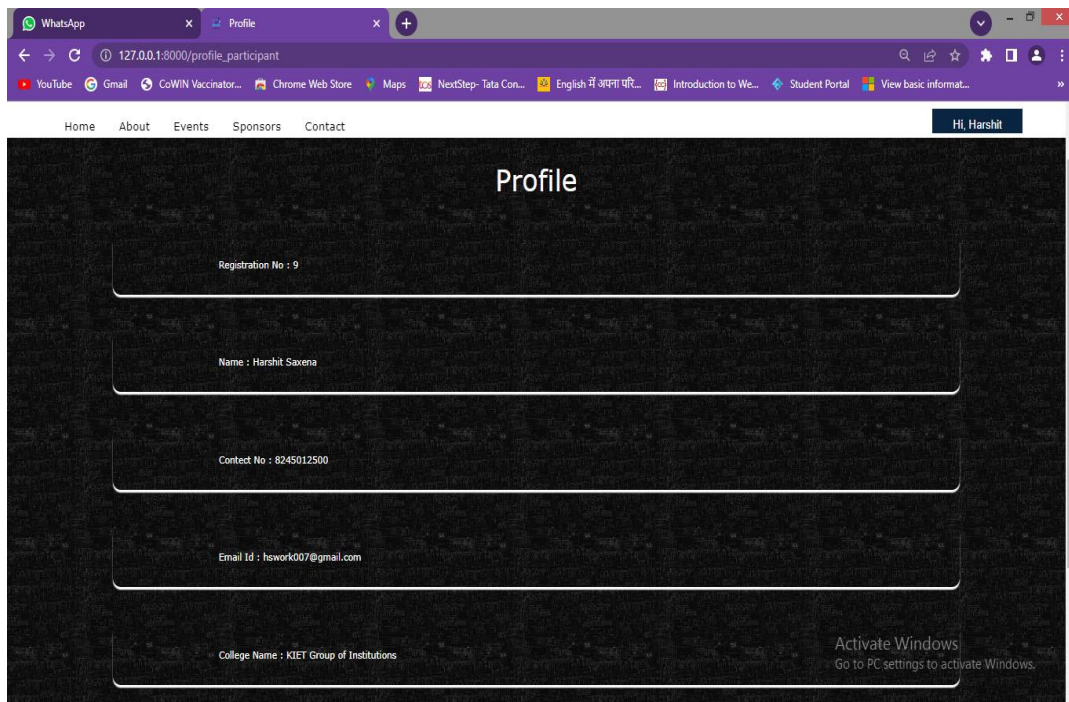 WhatsApp
Profile
127.0.0.1:8000/profile_participant
YouTube Gmail CoWIN Vaccinator... Chrome Web Store Maps NextStep- Tata Con... English में अपना परि... Introduction to We... Student Portal View basic informat... »
Home About Events Sponsors Contact Hi, Harshit
Profile
Registration No : 9
Name : Harshit Saxena
Contect No : 8245012500
Email Id : hswork007@gmail.com
College Name : KIET Group of Institutions
Activate Windows
Go to PC settings to activate Windows.